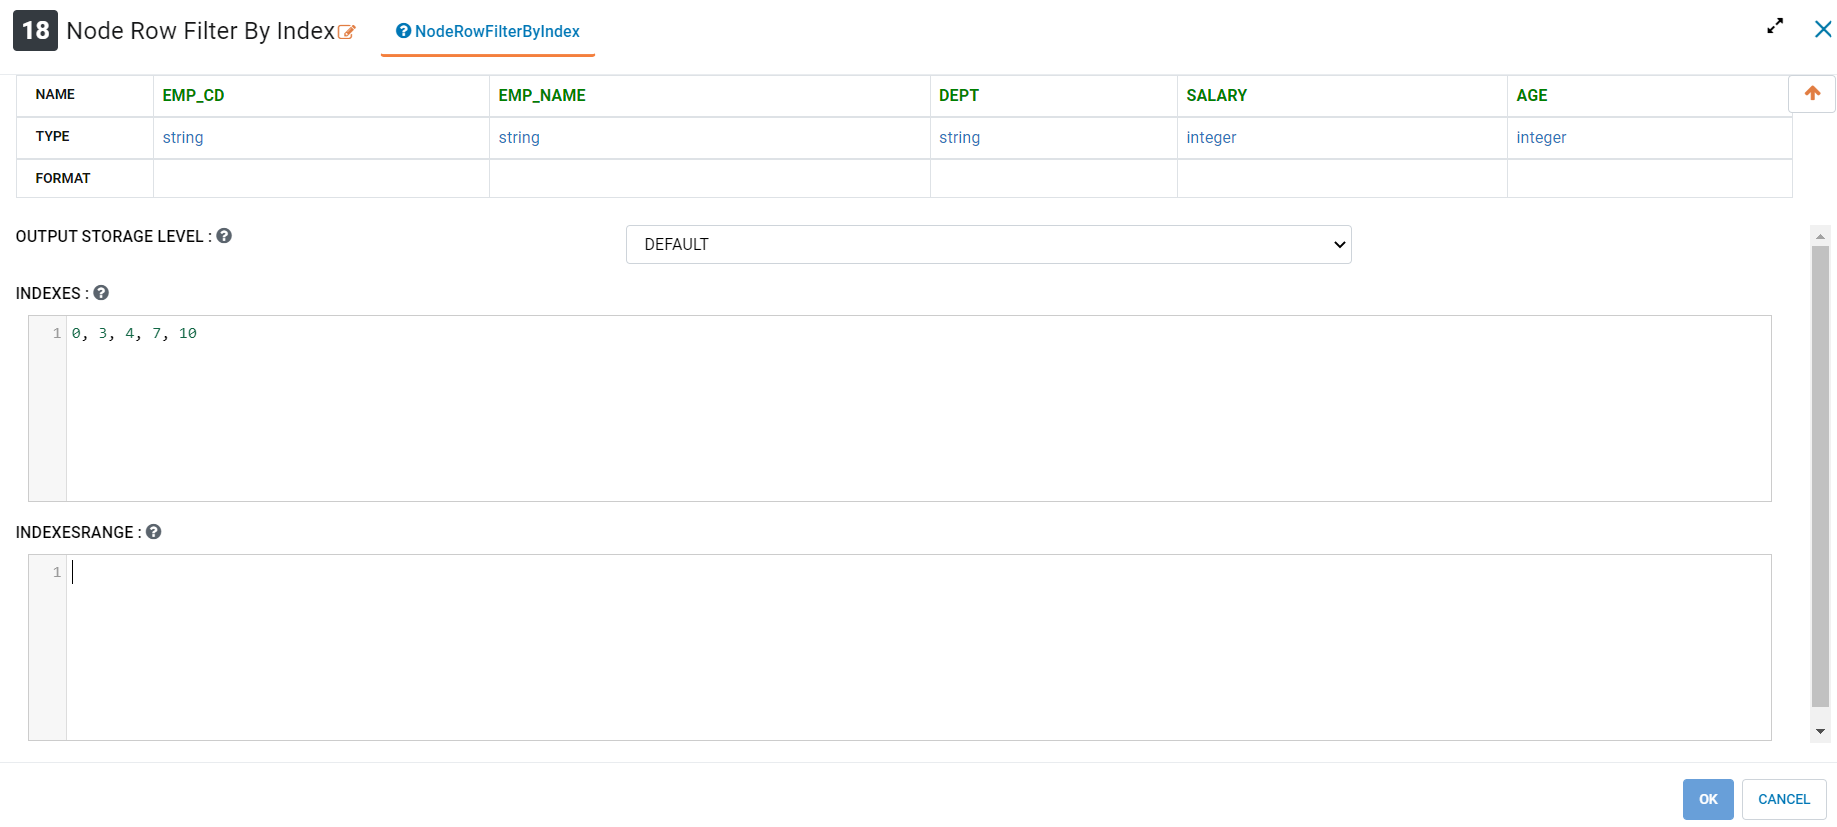 18 Node Row Filter By Index NodeRowFilterByIndex
NAME EMP_CD EMP_NAME DEPT SALARY AGE
TYPE string string string integer integer
FORMAT
OUTPUT STORAGE LEVEL : DEFAULT
INDEXES :
1 0, 3, 4, 7, 10
INDEXESRANGE :
1
OK CANCEL